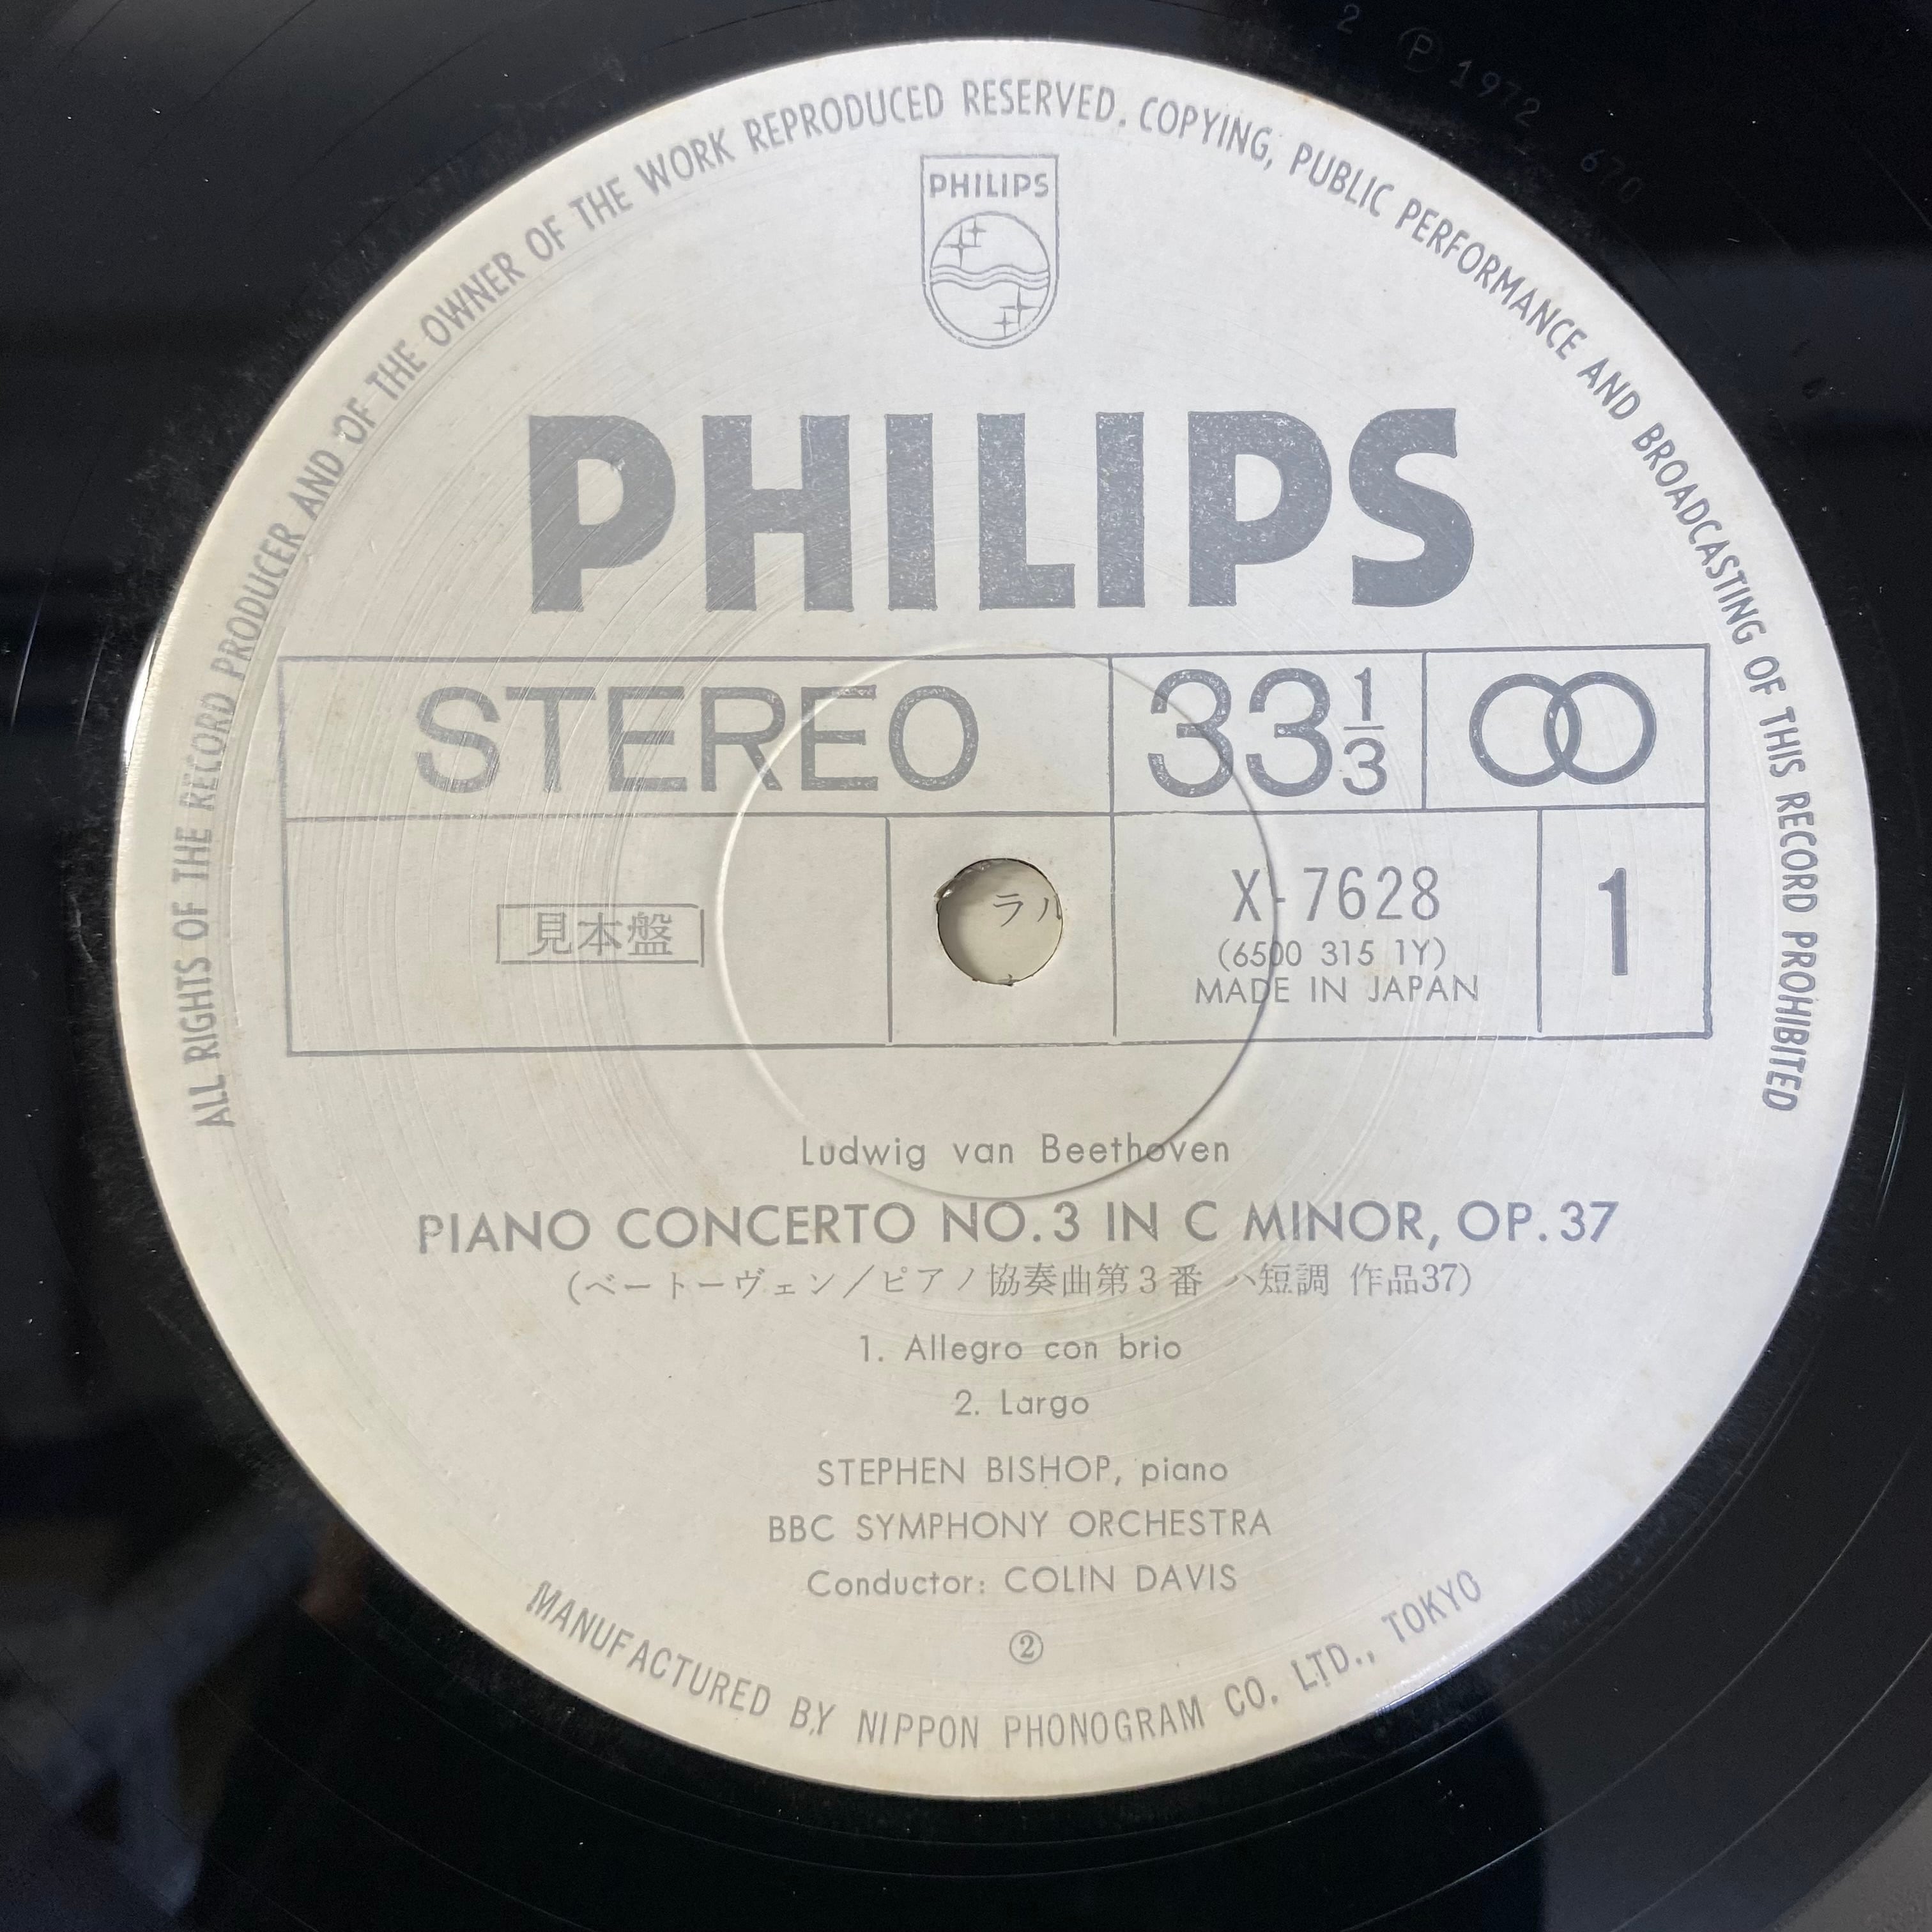 2 Ⓟ 1972 670
ALL RIGHTS OF THE RECORD PRODUCER AND OF THE OWNER OF THE WORK REPRODUCED RESERVED. COPYING, PUBLIC PERFORMANCE AND BROADCASTING OF THIS RECORD PROHIBITED
PHILIPS
PHILIPS
STEREO 33 1/3
見本盤
ラル
X-7628
(6500 315 1Y)
MADE IN JAPAN
1
Ludwig van Beethoven
PIANO CONCERTO NO.3 IN C MINOR, OP.37
(ベートーヴェン/ピアノ協奏曲第3番 ハ短調 作品37)
1. Allegro con brio
2. Largo
STEPHEN BISHOP, piano
BBC SYMPHONY ORCHESTRA
Conductor: COLIN DAVIS
②
MANUFACTURED BY NIPPON PHONOGRAM CO. LTD., TOKYO